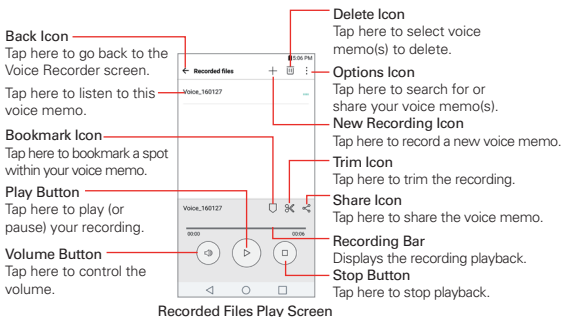 Back Icon
Tap here to go back to the
Voice Recorder screen.
Tap here to listen to this
voice memo.
Bookmark Icon
Tap here to bookmark a spot
within your voice memo.
Play Button
Tap here to play (or
pause) your recording.
Volume Button
Tap here to control the
volume.
5:06 PM
Recorded files
Voice_160127
Voice_160127
00:00
00:06
Delete Icon
Tap here to select voice
memo(s) to delete.
Options Icon
Tap here to search for or
share your voice memo(s).
New Recording Icon
Tap here to record a new voice memo.
Trim Icon
Tap here to trim the recording.
Share Icon
Tap here to share the voice memo.
Recording Bar
Displays the recording playback.
Stop Button
Tap here to stop playback.
Recorded Files Play Screen